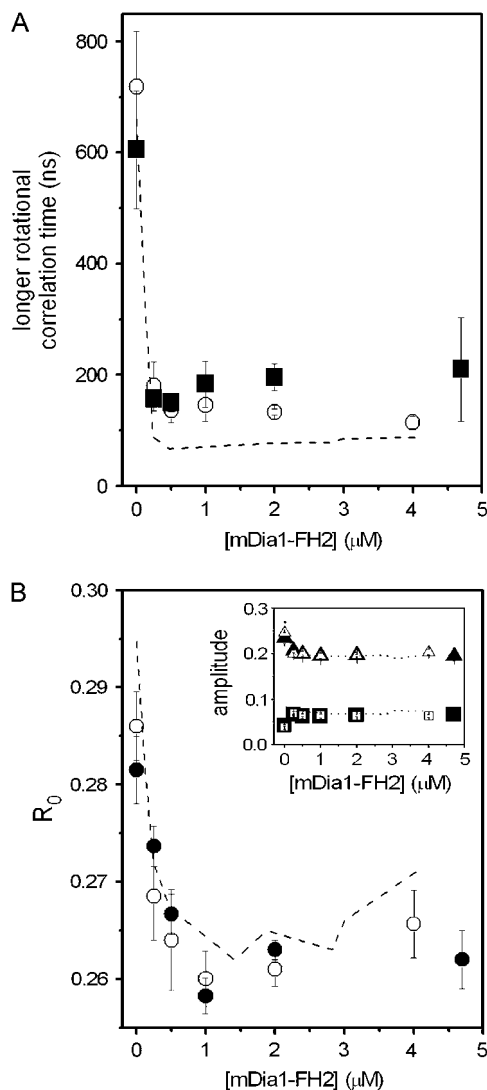 A
800
600
400
200
0
longer rotational
correlation time (ns)
0 1 2 3 4 5
[mDia1-FH2] (μM)
B
0.30
0.29
0.28
0.27
0.26
R0
0.3
0.2
0.1
0.0
amplitude
0 1 2 3 4 5
[mDia1-FH2] (μM)
0 1 2 3 4 5
[mDia1-FH2] (μM)